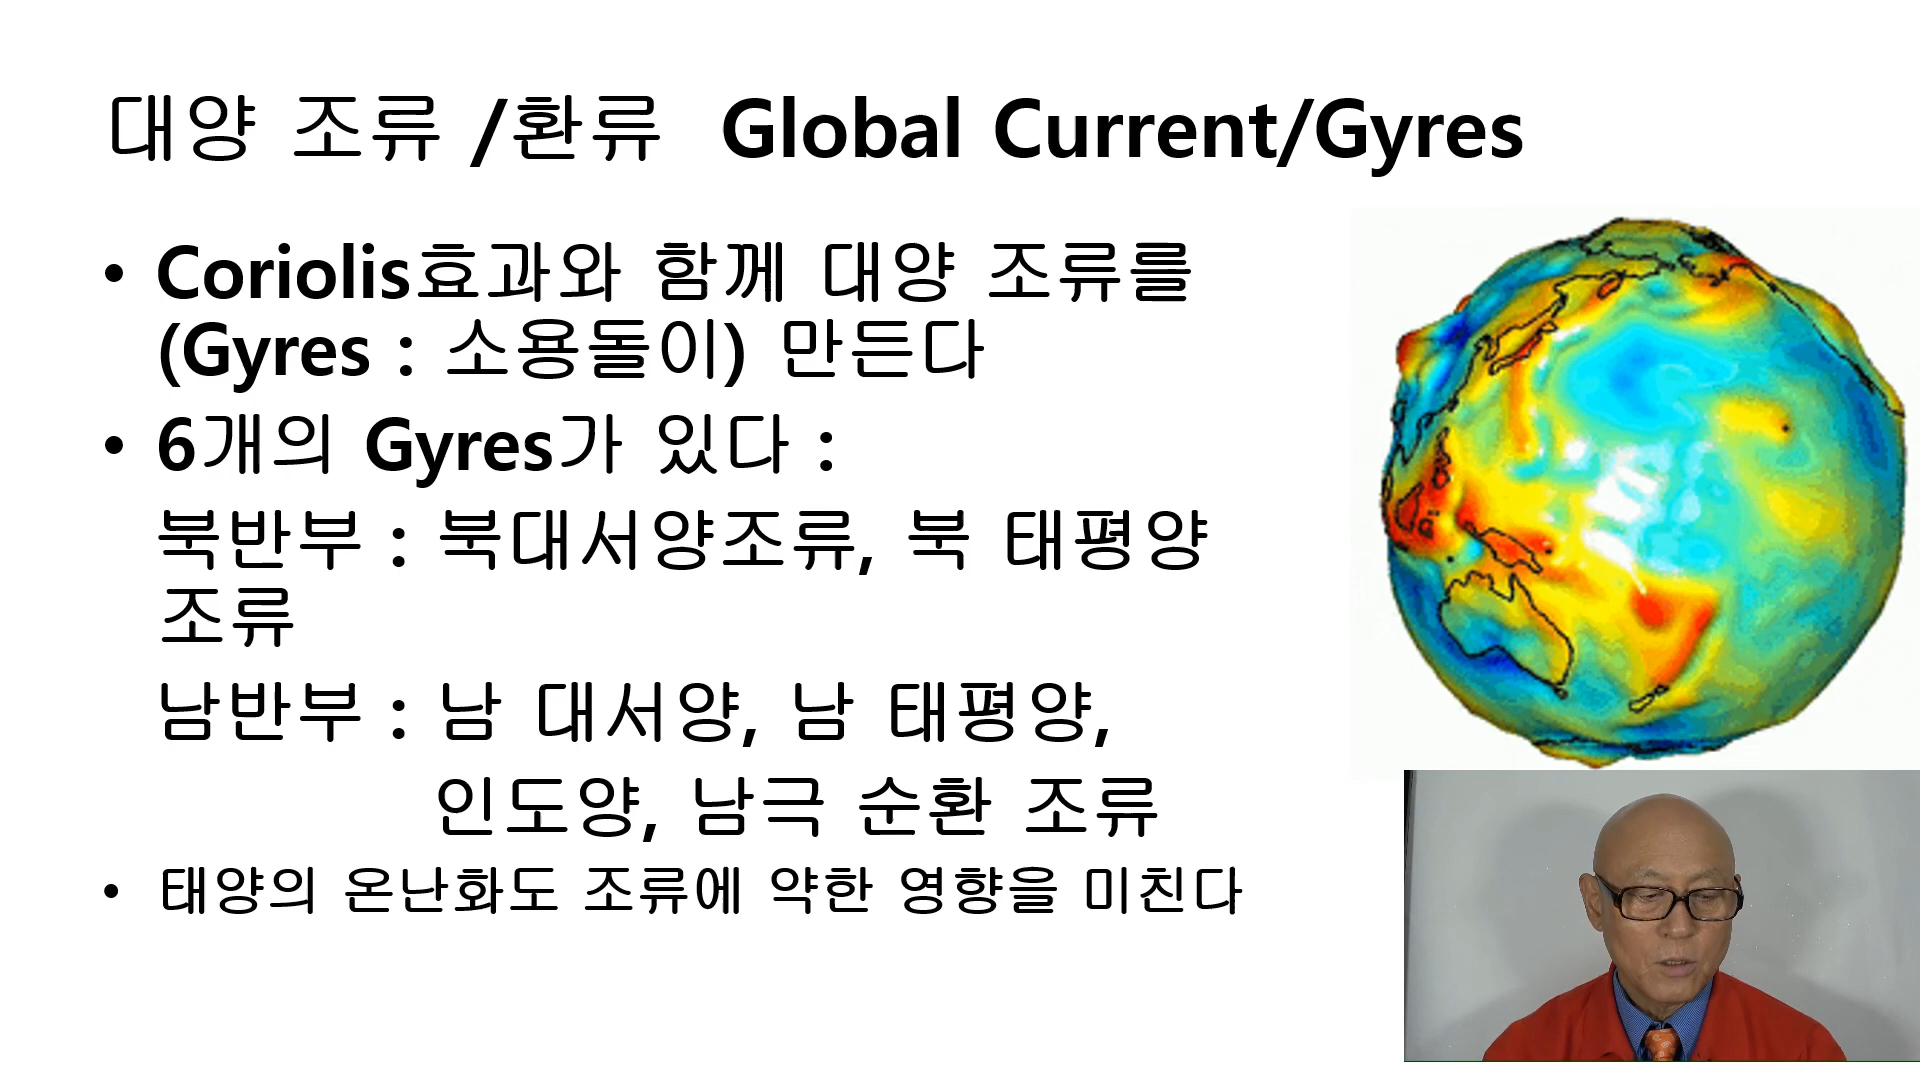 대양 조류 /환류 Global Current/Gyres
• Coriolis효과와 함께 대양 조류를
(Gyres : 소용돌이) 만든다
• 6개의 Gyres가 있다 :
북반부 : 북대서양조류, 북 태평양
조류
남반부 : 남 대서양, 남 태평양,
인도양, 남극 순환 조류
• 태양의 온난화도 조류에 약한 영향을 미친다